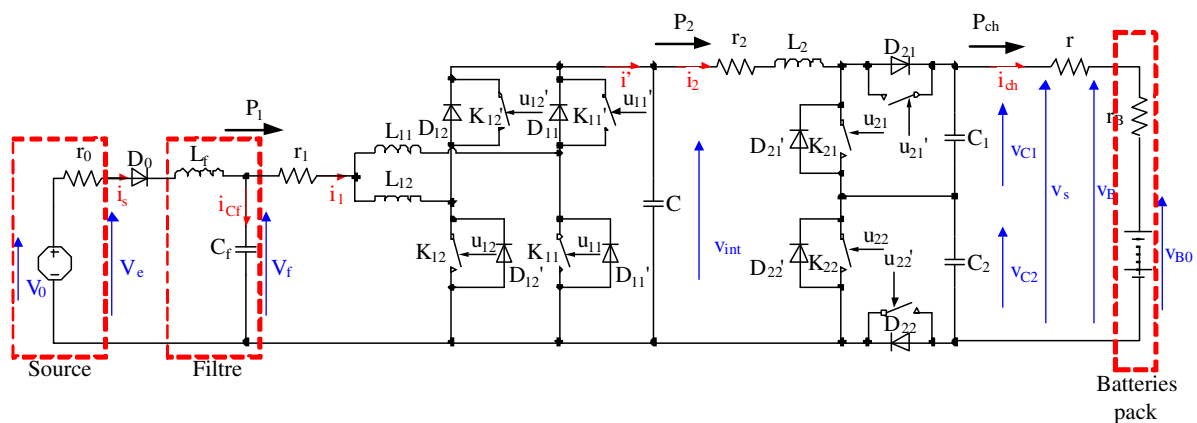 P2
r2
L2
D21
Pch
r
i'
i2
ich
u12'
u11'
K12'
K11'
D12
D11
u21
u21'
rB
P1
L11
D21'
K21
C1
vC1
r0
D0
Lf
r1
L12
is
iCf
i1
C
vs
vB
Cf
K12
u12
K11
u11
vint
u22
u22'
D22'
K22
C2
vC2
V0
Ve
Vf
D12'
D11'
D22
vB0
Source
Filtre
Batteries
pack